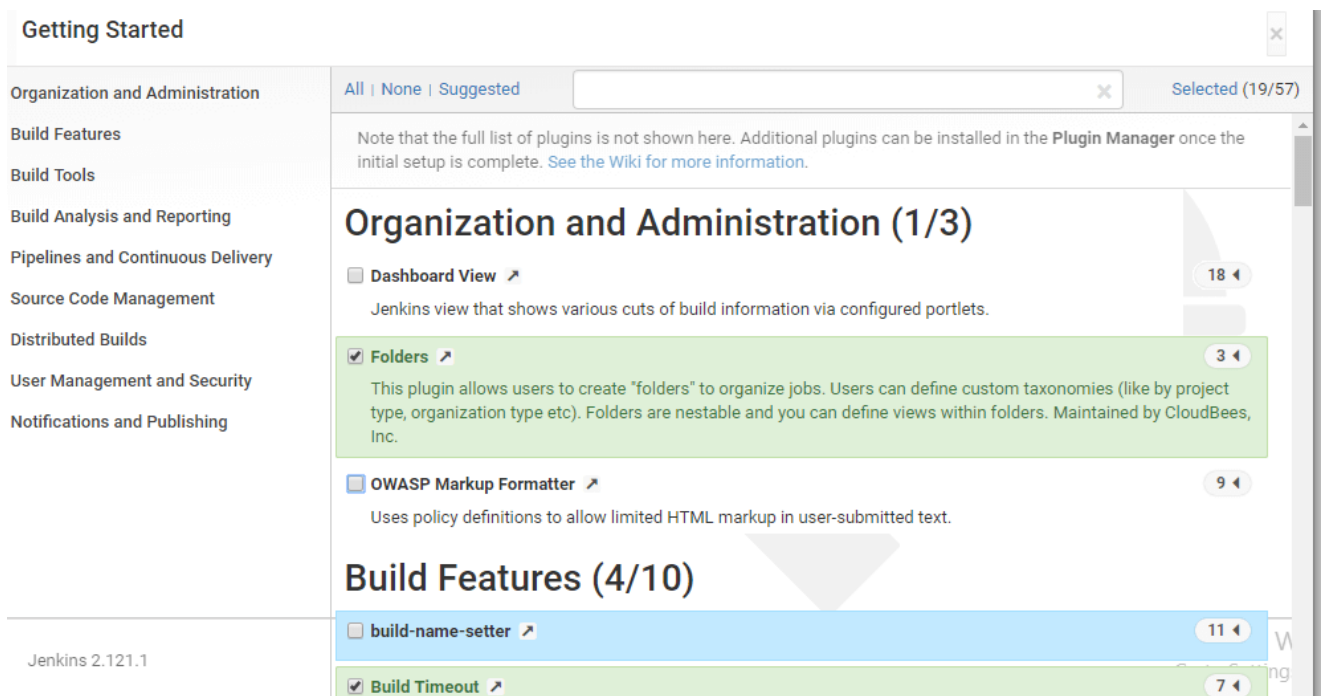 Getting Started
×
Organization and Administration
Build Features
Build Tools
Build Analysis and Reporting
Pipelines and Continuous Delivery
Source Code Management
Distributed Builds
User Management and Security
Notifications and Publishing
Jenkins 2.121.1
All | None | Suggested
×
Selected (19/57)
Note that the full list of plugins is not shown here. Additional plugins can be installed in the Plugin Manager once the
initial setup is complete. See the Wiki for more information.
Organization and Administration (1/3)
Dashboard View
18
Jenkins view that shows various cuts of build information via configured portlets.
Folders
3
This plugin allows users to create "folders" to organize jobs. Users can define custom taxonomies (like by project
type, organization type etc). Folders are nestable and you can define views within folders. Maintained by CloudBees,
Inc.
OWASP Markup Formatter
9
Uses policy definitions to allow limited HTML markup in user-submitted text.
Build Features (4/10)
build-name-setter
11
Build Timeout
7